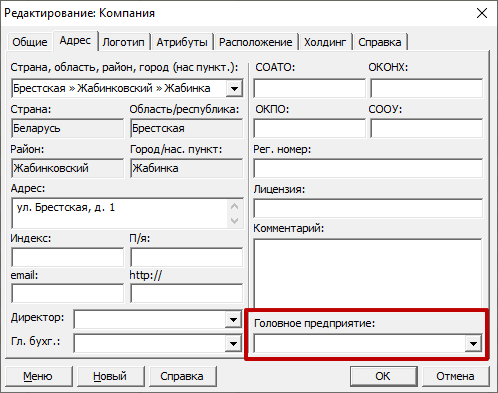 Редактирование: Компания
Общие Адрес Логотип Атрибуты Расположение Холдинг Справка
Страна, область, район, город (нас пункт.):
Брестская » Жабинковский » Жабинка
Страна: Область/республика:
Беларусь Брестская
Район: Город/нас. пункт:
Жабинковский Жабинка
Адрес:
ул. Брестская, д. 1
Индекс: П/я:
email: http://
Директор:
Гл. бухг.:
СОАТО: ОКОНХ:
ОКПО: СООУ:
Рег. номер:
Лицензия:
Комментарий:
Головное предприятие:
Меню Новый Справка ОК Отмена